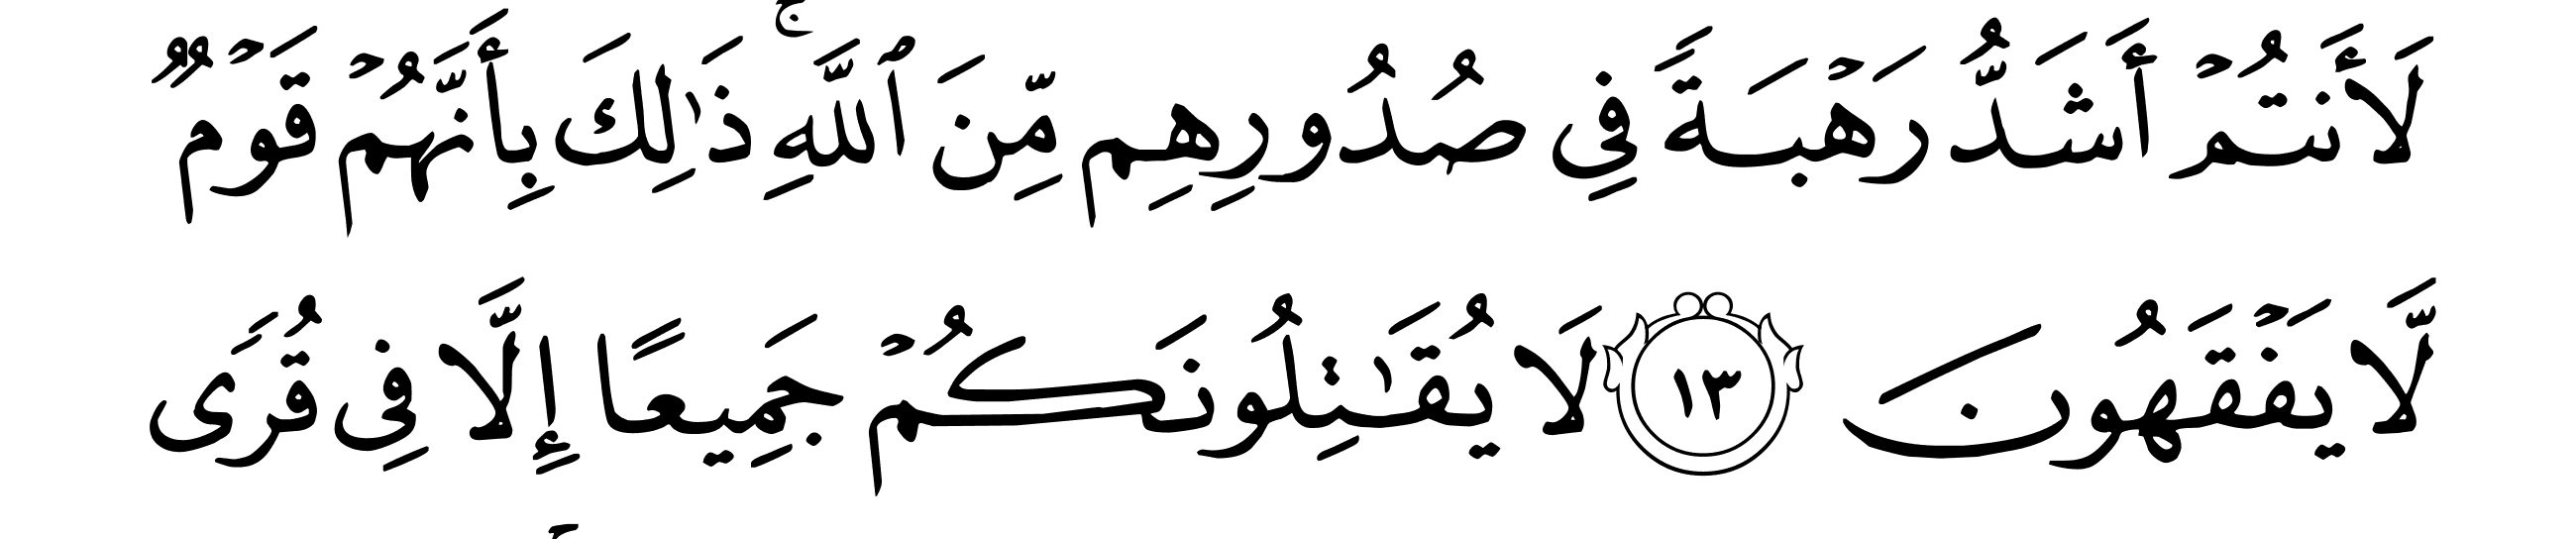 لَأَنتُمۡ أَشَدُّ رَهۡبَةٗ فِي صُدُورِهِم مِّنَ ٱللَّهِۚ ذَٰلِكَ بِأَنَّهُمۡ قَوۡمٞ
لَّا يَفۡقَهُونَ ١٣ لَا يُقَٰتِلُونَكُمۡ جَمِيعًا إِلَّا فِي قُرٗى